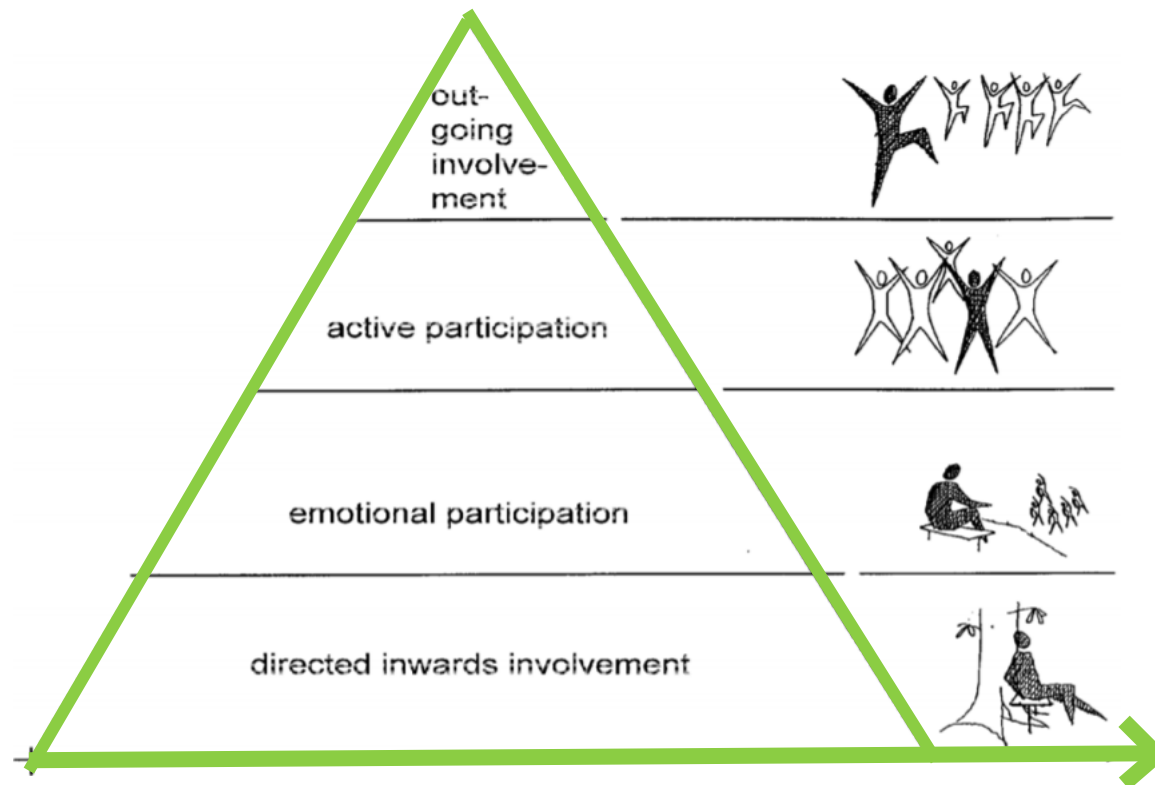 out-
going
involve-
ment
active participation
emotional participation
directed inwards involvement